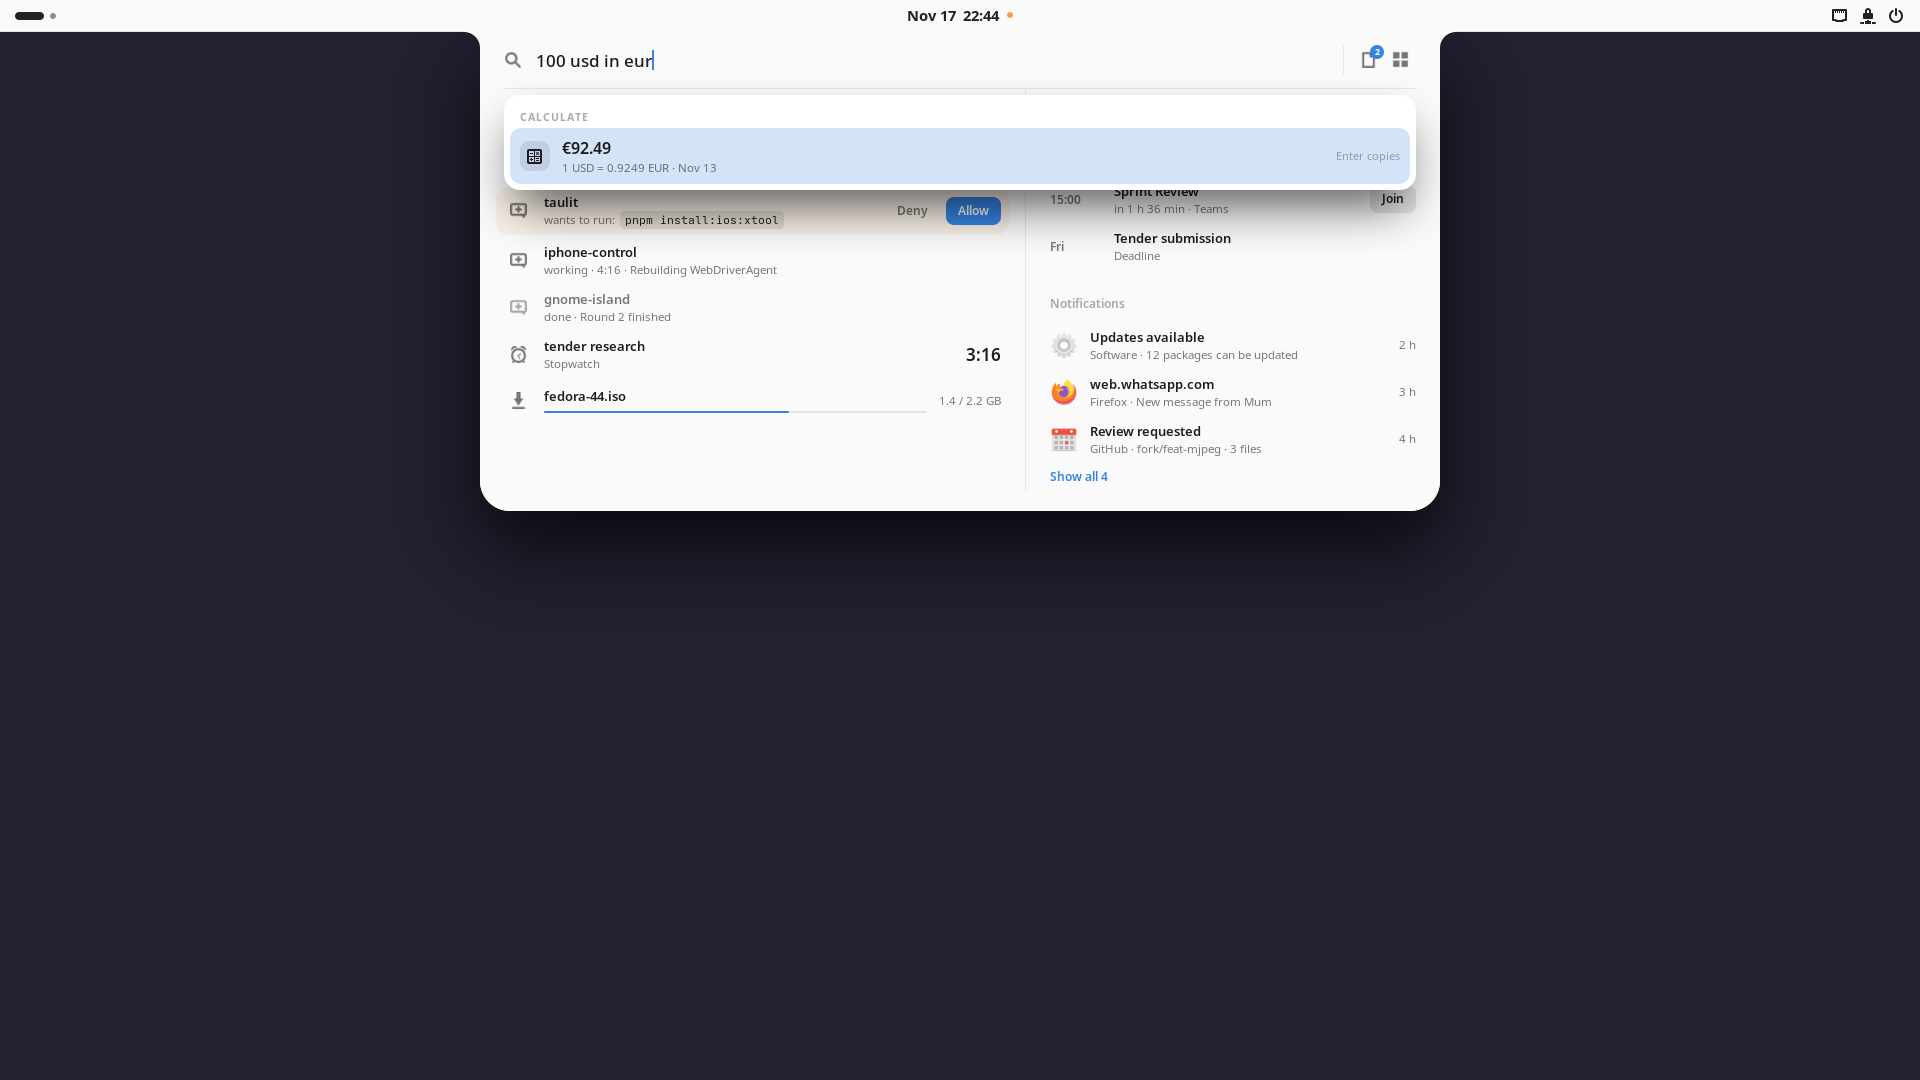 Nov 17 22:44
100 usd in eur
2
CALCULATE
€92.49
1 USD = 0.9249 EUR · Nov 13
Enter copies
taulit
wants to run: pnpm install:ios:xtool
Deny
Allow
iphone-control
working · 4:16 · Rebuilding WebDriverAgent
gnome-island
done · Round 2 finished
tender research
Stopwatch
3:16
fedora-44.iso
1.4 / 2.2 GB
15:00
Sprint Review
in 1 h 36 min · Teams
Join
Fri
Tender submission
Deadline
Notifications
Updates available
Software · 12 packages can be updated
2 h
web.whatsapp.com
Firefox · New message from Mum
3 h
Review requested
GitHub · fork/feat-mjpeg · 3 files
4 h
Show all 4